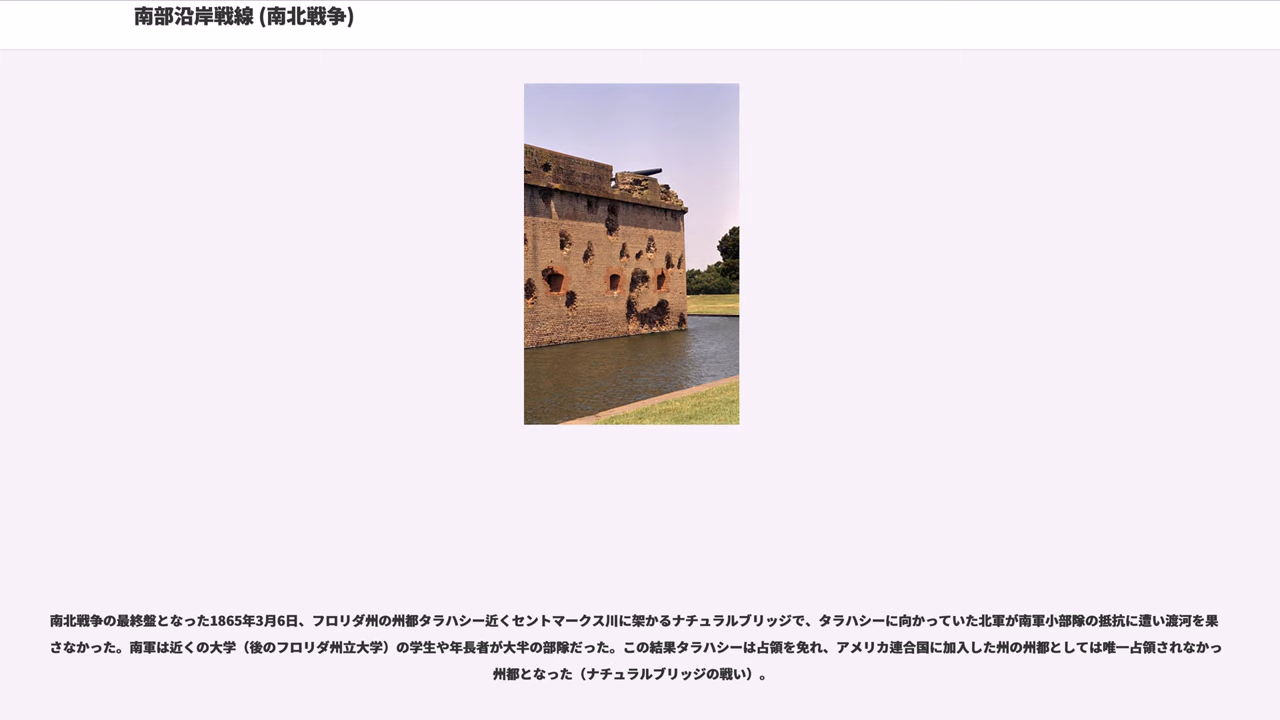 南部沿岸戦線 (南北戦争)
南北戦争の最終盤となった1865年3月6日、フロリダ州の州都タラハシー近くセントマークス川に架かるナチュラルブリッジで、タラハシーに向かっていた北軍が南軍小部隊の抵抗に遭い渡河を果
さなかった。南軍は近くの大学（後のフロリダ州立大学）の学生や年長者が大半の部隊だった。この結果タラハシーは占領を免れ、アメリカ連合国に加入した州の州都としては唯一占領されなかっ
州都となった（ナチュラルブリッジの戦い）。